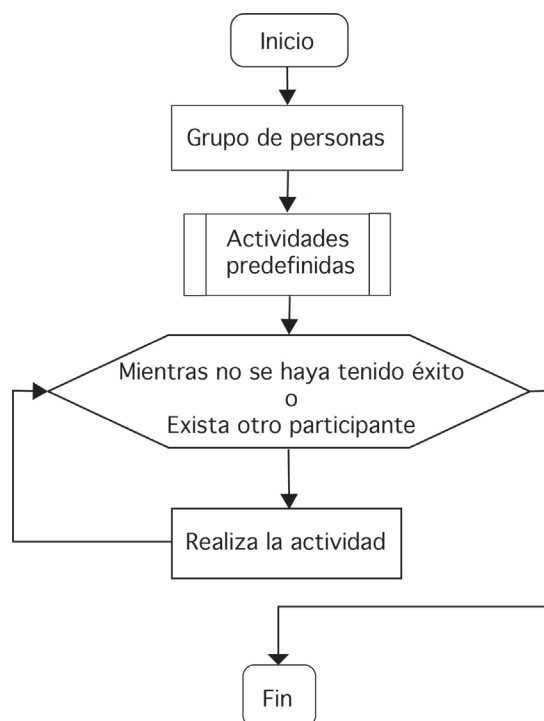 Inicio
Grupo de personas
Actividades
predefinidas
Mientras no se haya tenido éxito
o
Exista otro participante
Realiza la actividad
Fin